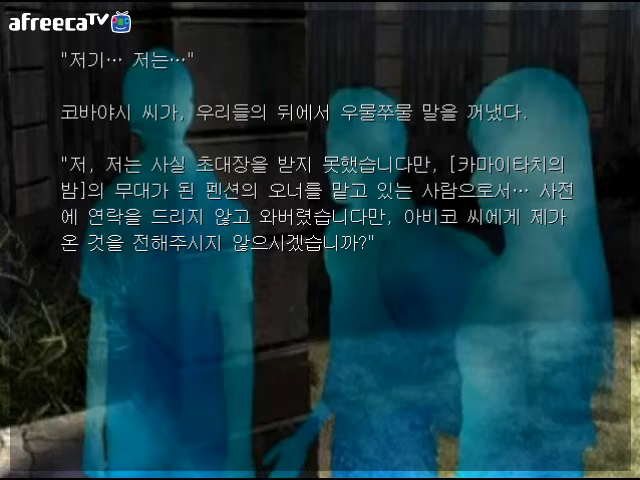 afreecaTV
"저기… 저는…"
코바야시 씨가, 우리들의 뒤에서 우물쭈물 말을 꺼냈다.
"저, 저는 사실 초대장을 받지 못했습니다만, [카마이타치의
밤]의 무대가 된 펜션의 오너를 맡고 있는 사람으로서… 사전
에 연락을 드리지 않고 와버렸습니다만, 아비코 씨에게 제가
온 것을 전해주시지 않으시겠습니까?"